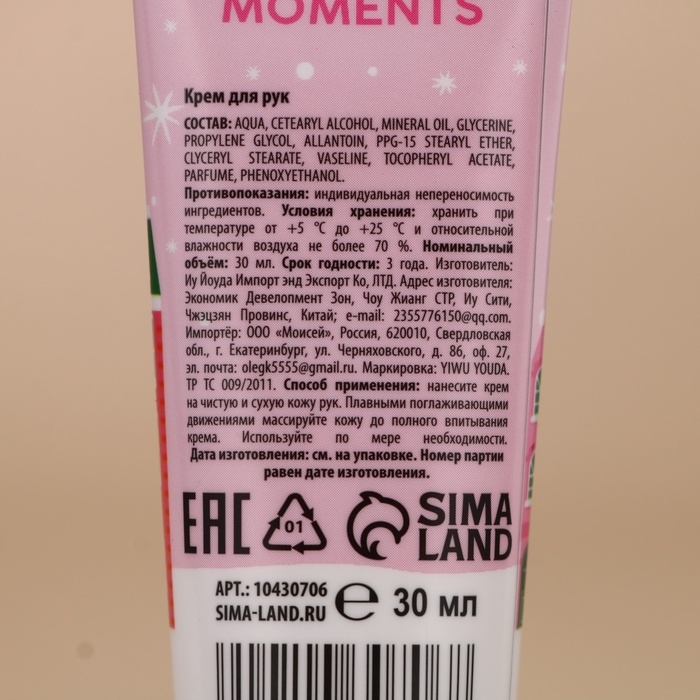 MOMENTS
Крем для рук
СОСТАВ: AQUA, CETEARYL ALCOHOL, MINERAL OIL, GLYCERINE,
PROPYLENE GLYCOL, ALLANTOIN, PPG-15 STEARYL ETHER,
CLYCERYL STEARATE, VASELINE, TOCOPHERYL ACETATE,
PARFUME, PHENOXYETHANOL.
Противопоказания: индивидуальная непереносимость
ингредиентов. Условия хранения: хранить при
температуре от +5 °С до +25 °С и относительной
влажности воздуха не более 70 %. Номинальный
объём: 30 мл. Срок годности: 3 года. Изготовитель:
Иу Йоуда Импорт энд Экспорт Ко, ЛТД. Адрес изготовителя:
Экономик Девелопмент Зон, Чоу Жианг СТР, Иу Сити,
Чжэцзян Провинс, Китай; e-mail: 2355776150@qq.com.
Импортёр: ООО «Моисей», Россия, 620010, Свердловская
обл., г. Екатеринбург, ул. Черняховского, д. 86, оф. 27,
эл. почта: olegk5555@gmail.ru. Маркировка: YIWU YOUDA.
ТР ТС 009/2011. Способ применения: нанесите крем
на чистую и сухую кожу рук. Плавными поглаживающими
движениями массируйте кожу до полного впитывания
крема. Используйте по мере необходимости.
Дата изготовления: см. на упаковке. Номер партии
равен дате изготовления.
EAC 01 SIMA
LAND
АРТ.: 10430706
SIMA-LAND.RU
℮ 30 мл